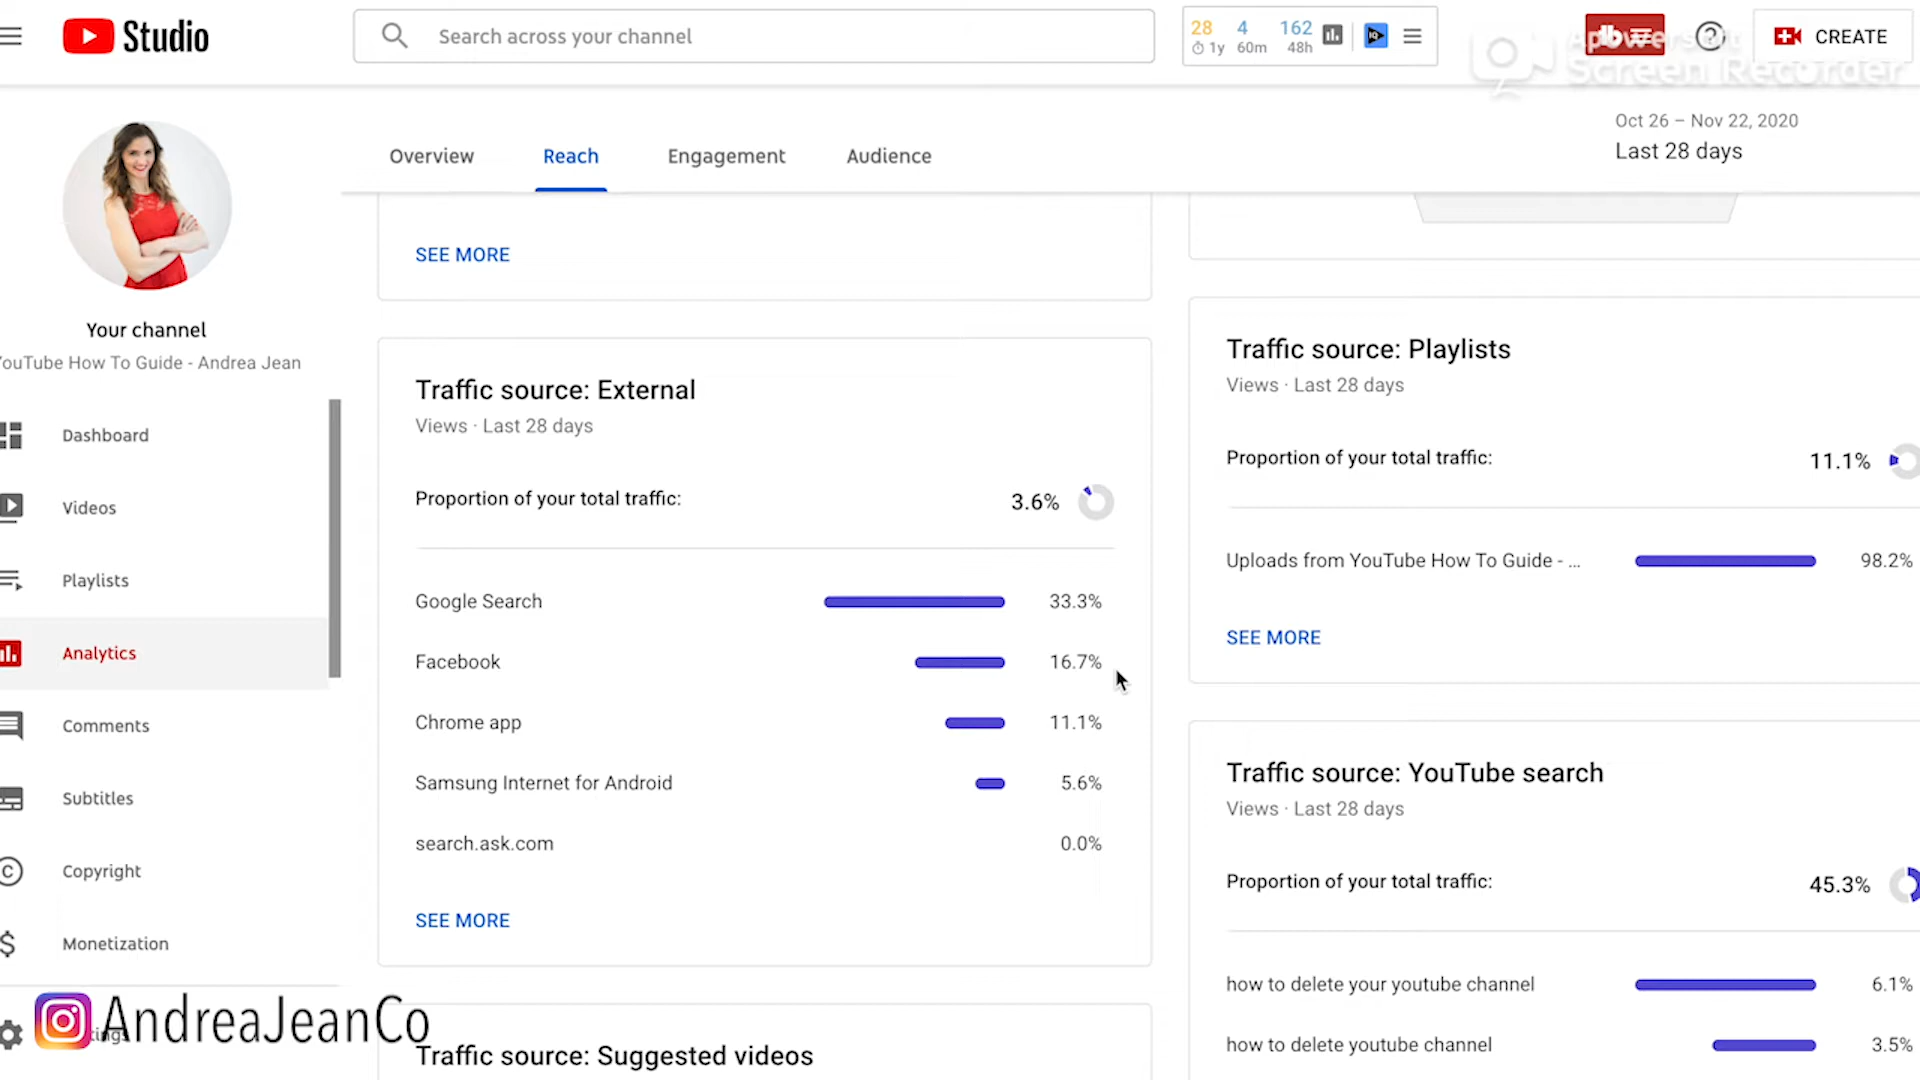 Studio
Search across your channel
28 4 162
1y 60m 48h
CREATE
Screen Recorder
Oct 26 – Nov 22, 2020
Last 28 days
Overview Reach Engagement Audience
SEE MORE
Your channel
YouTube How To Guide - Andrea Jean
Dashboard
Videos
Playlists
Analytics
Comments
Subtitles
Copyright
Monetization
AndreaJeanCo
Traffic source: External
Views · Last 28 days
Proportion of your total traffic: 3.6%
Google Search 33.3%
Facebook 16.7%
Chrome app 11.1%
Samsung Internet for Android 5.6%
search.ask.com 0.0%
SEE MORE
Traffic source: Suggested videos
Traffic source: Playlists
Views · Last 28 days
Proportion of your total traffic: 11.1%
Uploads from YouTube How To Guide - ... 98.2%
SEE MORE
Traffic source: YouTube search
Views · Last 28 days
Proportion of your total traffic: 45.3%
how to delete your youtube channel 6.1%
how to delete youtube channel 3.5%